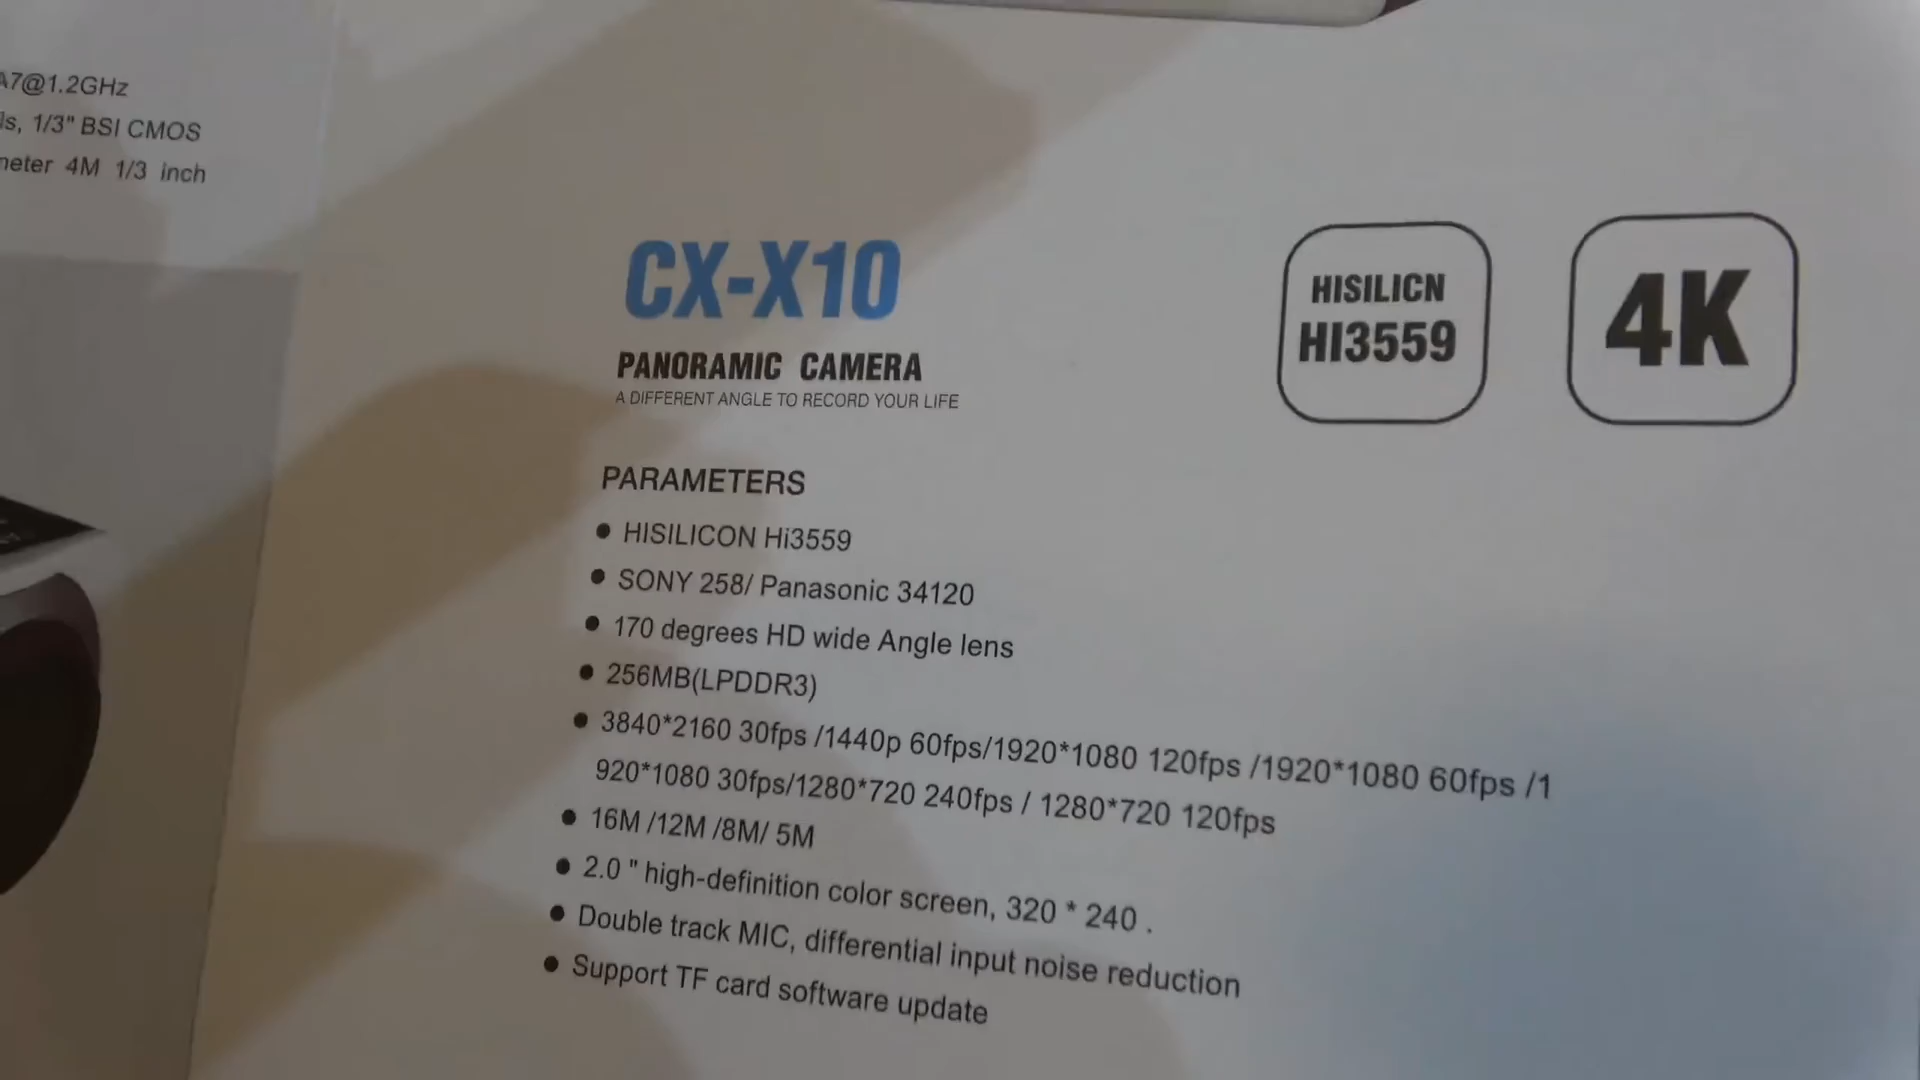 A7@1.2GHz
1/3" BSI CMOS
4M 1/3 inch
CX-X10
PANORAMIC CAMERA
A DIFFERENT ANGLE TO RECORD YOUR LIFE
HISILICN
HI3559
4K
PARAMETERS
● HISILICON Hi3559
● SONY 258/ Panasonic 34120
● 170 degrees HD wide Angle lens
● 256MB(LPDDR3)
● 3840*2160 30fps /1440p 60fps/1920*1080 120fps /1920*1080 60fps /1
920*1080 30fps/1280*720 240fps / 1280*720 120fps
● 16M /12M /8M/ 5M
● 2.0 " high-definition color screen, 320 * 240 .
● Double track MIC, differential input noise reduction
● Support TF card software update